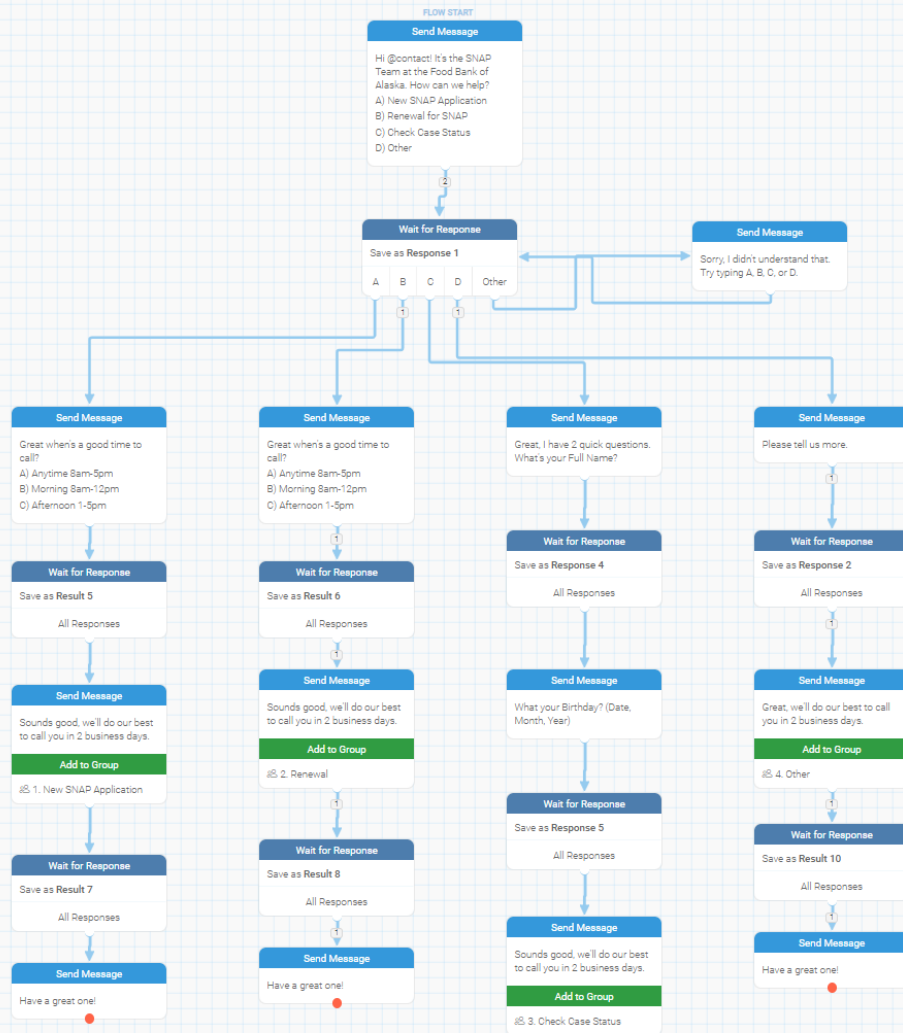 FLOW START
Send Message
Hi @contact! It's the SNAP
Team at the Food Bank of
Alaska. How can we help?
A) New SNAP Application
B) Renewal for SNAP
C) Check Case Status
D) Other
2
Wait for Response
Save as Response 1
A B C D Other
1 1
Send Message
Sorry, I didn't understand that.
Try typing A, B, C, or D.
Send Message
Great when's a good time to
call?
A) Anytime 8am-5pm
B) Morning 8am-12pm
C) Afternoon 1-5pm
Wait for Response
Save as Result 5
All Responses
Send Message
Sounds good, we'll do our best
to call you in 2 business days.
Add to Group
1. New SNAP Application
Wait for Response
Save as Result 7
All Responses
Send Message
Have a great one!
Send Message
Great when's a good time to
call?
A) Anytime 8am-5pm
B) Morning 8am-12pm
C) Afternoon 1-5pm
1
Wait for Response
Save as Result 6
All Responses
1
Send Message
Sounds good, we'll do our best
to call you in 2 business days.
Add to Group
2. Renewal
1
Wait for Response
Save as Result 8
All Responses
1
Send Message
Have a great one!
Send Message
Great, I have 2 quick questions.
What's your Full Name?
Wait for Response
Save as Response 4
All Responses
Send Message
What your Birthday? (Date,
Month, Year)
Wait for Response
Save as Response 5
All Responses
Send Message
Sounds good, we'll do our best
to call you in 2 business days.
Add to Group
3. Check Case Status
Send Message
Please tell us more.
1
Wait for Response
Save as Response 2
All Responses
1
Send Message
Great, we'll do our best to call
you in 2 business days.
Add to Group
4. Other
1
Wait for Response
Save as Result 10
All Responses
1
Send Message
Have a great one!